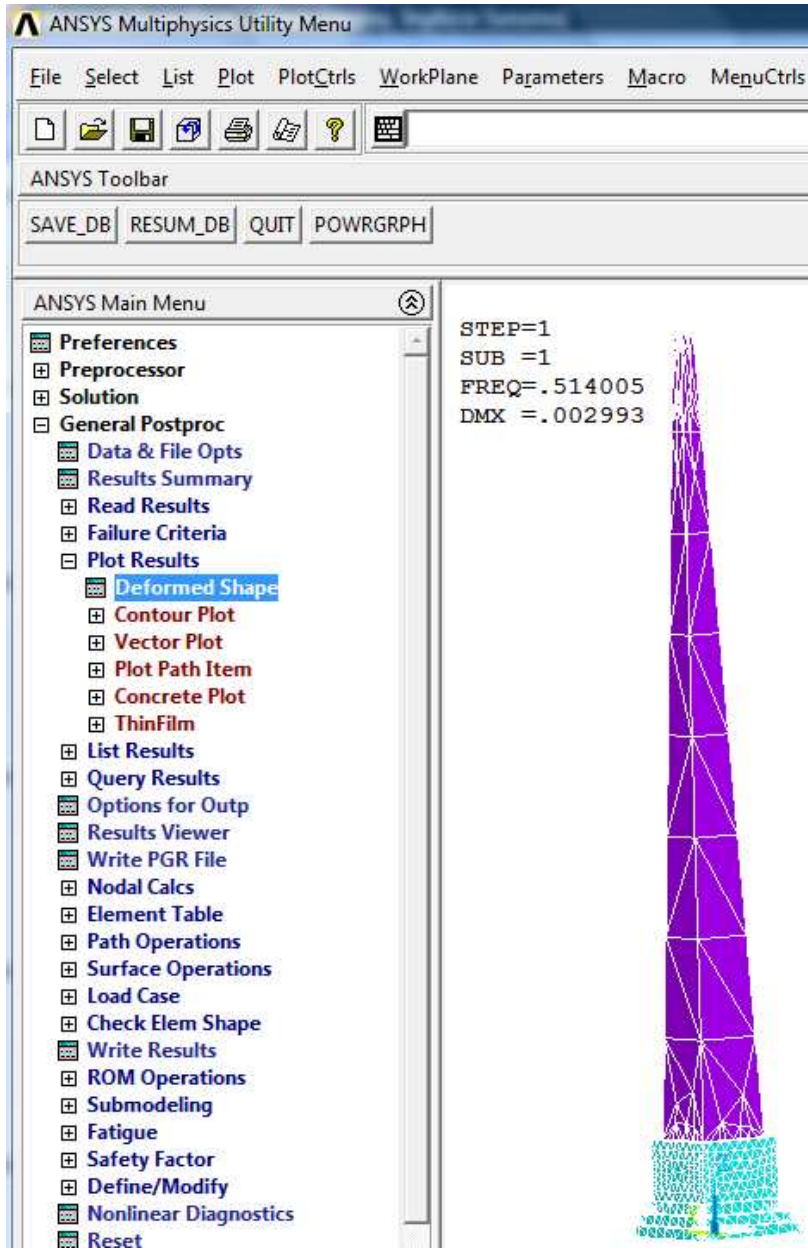 ANSYS Multiphysics Utility Menu
File Select List Plot PlotCtrls WorkPlane Parameters Macro MenuCtrls
ANSYS Toolbar
SAVE_DB RESUM_DB QUIT POWRGRPH
ANSYS Main Menu
Preferences
Preprocessor
Solution
General Postproc
Data & File Opts
Results Summary
Read Results
Failure Criteria
Plot Results
Deformed Shape
Contour Plot
Vector Plot
Plot Path Item
Concrete Plot
ThinFilm
List Results
Query Results
Options for Outp
Results Viewer
Write PGR File
Nodal Calcs
Element Table
Path Operations
Surface Operations
Load Case
Check Elem Shape
Write Results
ROM Operations
Submodeling
Fatigue
Safety Factor
Define/Modify
Nonlinear Diagnostics
Reset
STEP=1
SUB =1
FREQ=.514005
DMX =.002993